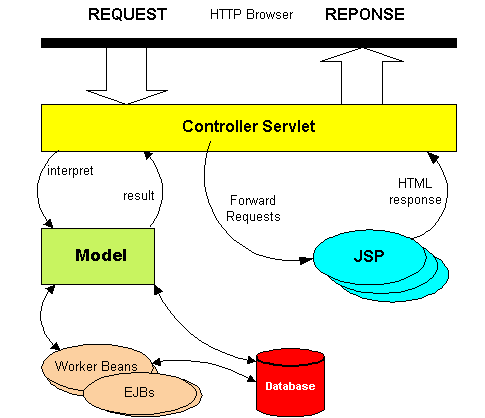 REQUEST
HTTP Browser
REPONSE
Controller Servlet
interpret
result
Forward
Requests
HTML
response
Model
JSP
Worker Beans
EJBs
Database